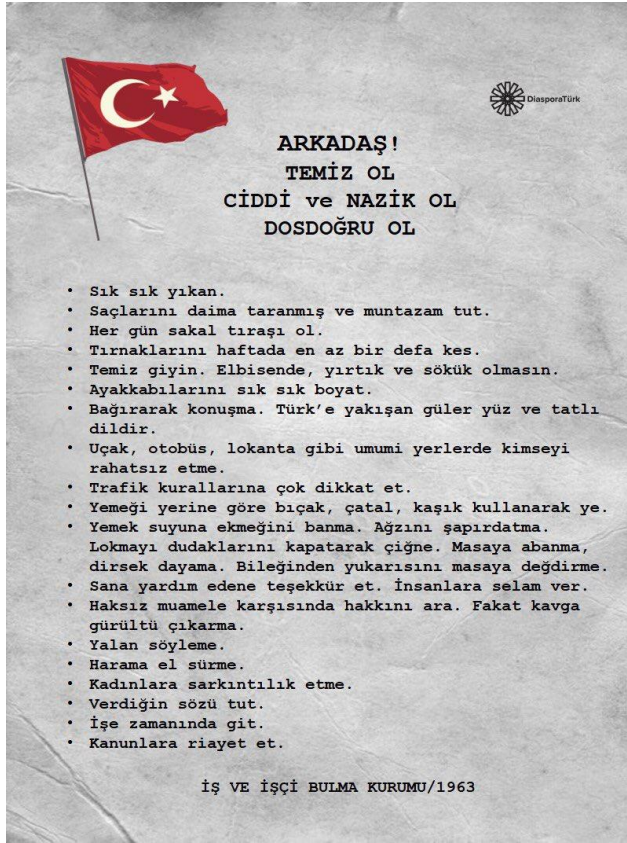 DiasporaTürk
ARKADAŞ!
TEMİZ OL
CİDDİ ve NAZİK OL
DOSDOĞRU OL
• Sık sık yıkan.
• Saçlarını daima taranmış ve muntazam tut.
• Her gün sakal tıraşı ol.
• Tırnaklarını haftada en az bir defa kes.
• Temiz giyin. Elbisende, yırtık ve sökük olmasın.
• Ayakkabılarını sık sık boyat.
• Bağırarak konuşma. Türk’e yakışan güler yüz ve tatlı
dildir.
• Uçak, otobüs, lokanta gibi umumi yerlerde kimseyi
rahatsız etme.
• Trafik kurallarına çok dikkat et.
• Yemeği yerine göre bıçak, çatal, kaşık kullanarak ye.
• Yemek suyuna ekmeğini banma. Ağzını şapırdatma.
Lokmayı dudaklarını kapatarak çiğne. Masaya abanma,
dirsek dayama. Bileğinden yukarısını masaya değdirme.
• Sana yardım edene teşekkür et. İnsanlara selam ver.
• Haksız muamele karşısında hakkını ara. Fakat kavga
gürültü çıkarma.
• Yalan söyleme.
• Harama el sürme.
• Kadınlara sarkıntılık etme.
• Verdiğin sözü tut.
• İşe zamanında git.
• Kanunlara riayet et.
İŞ VE İŞÇİ BULMA KURUMU/1963